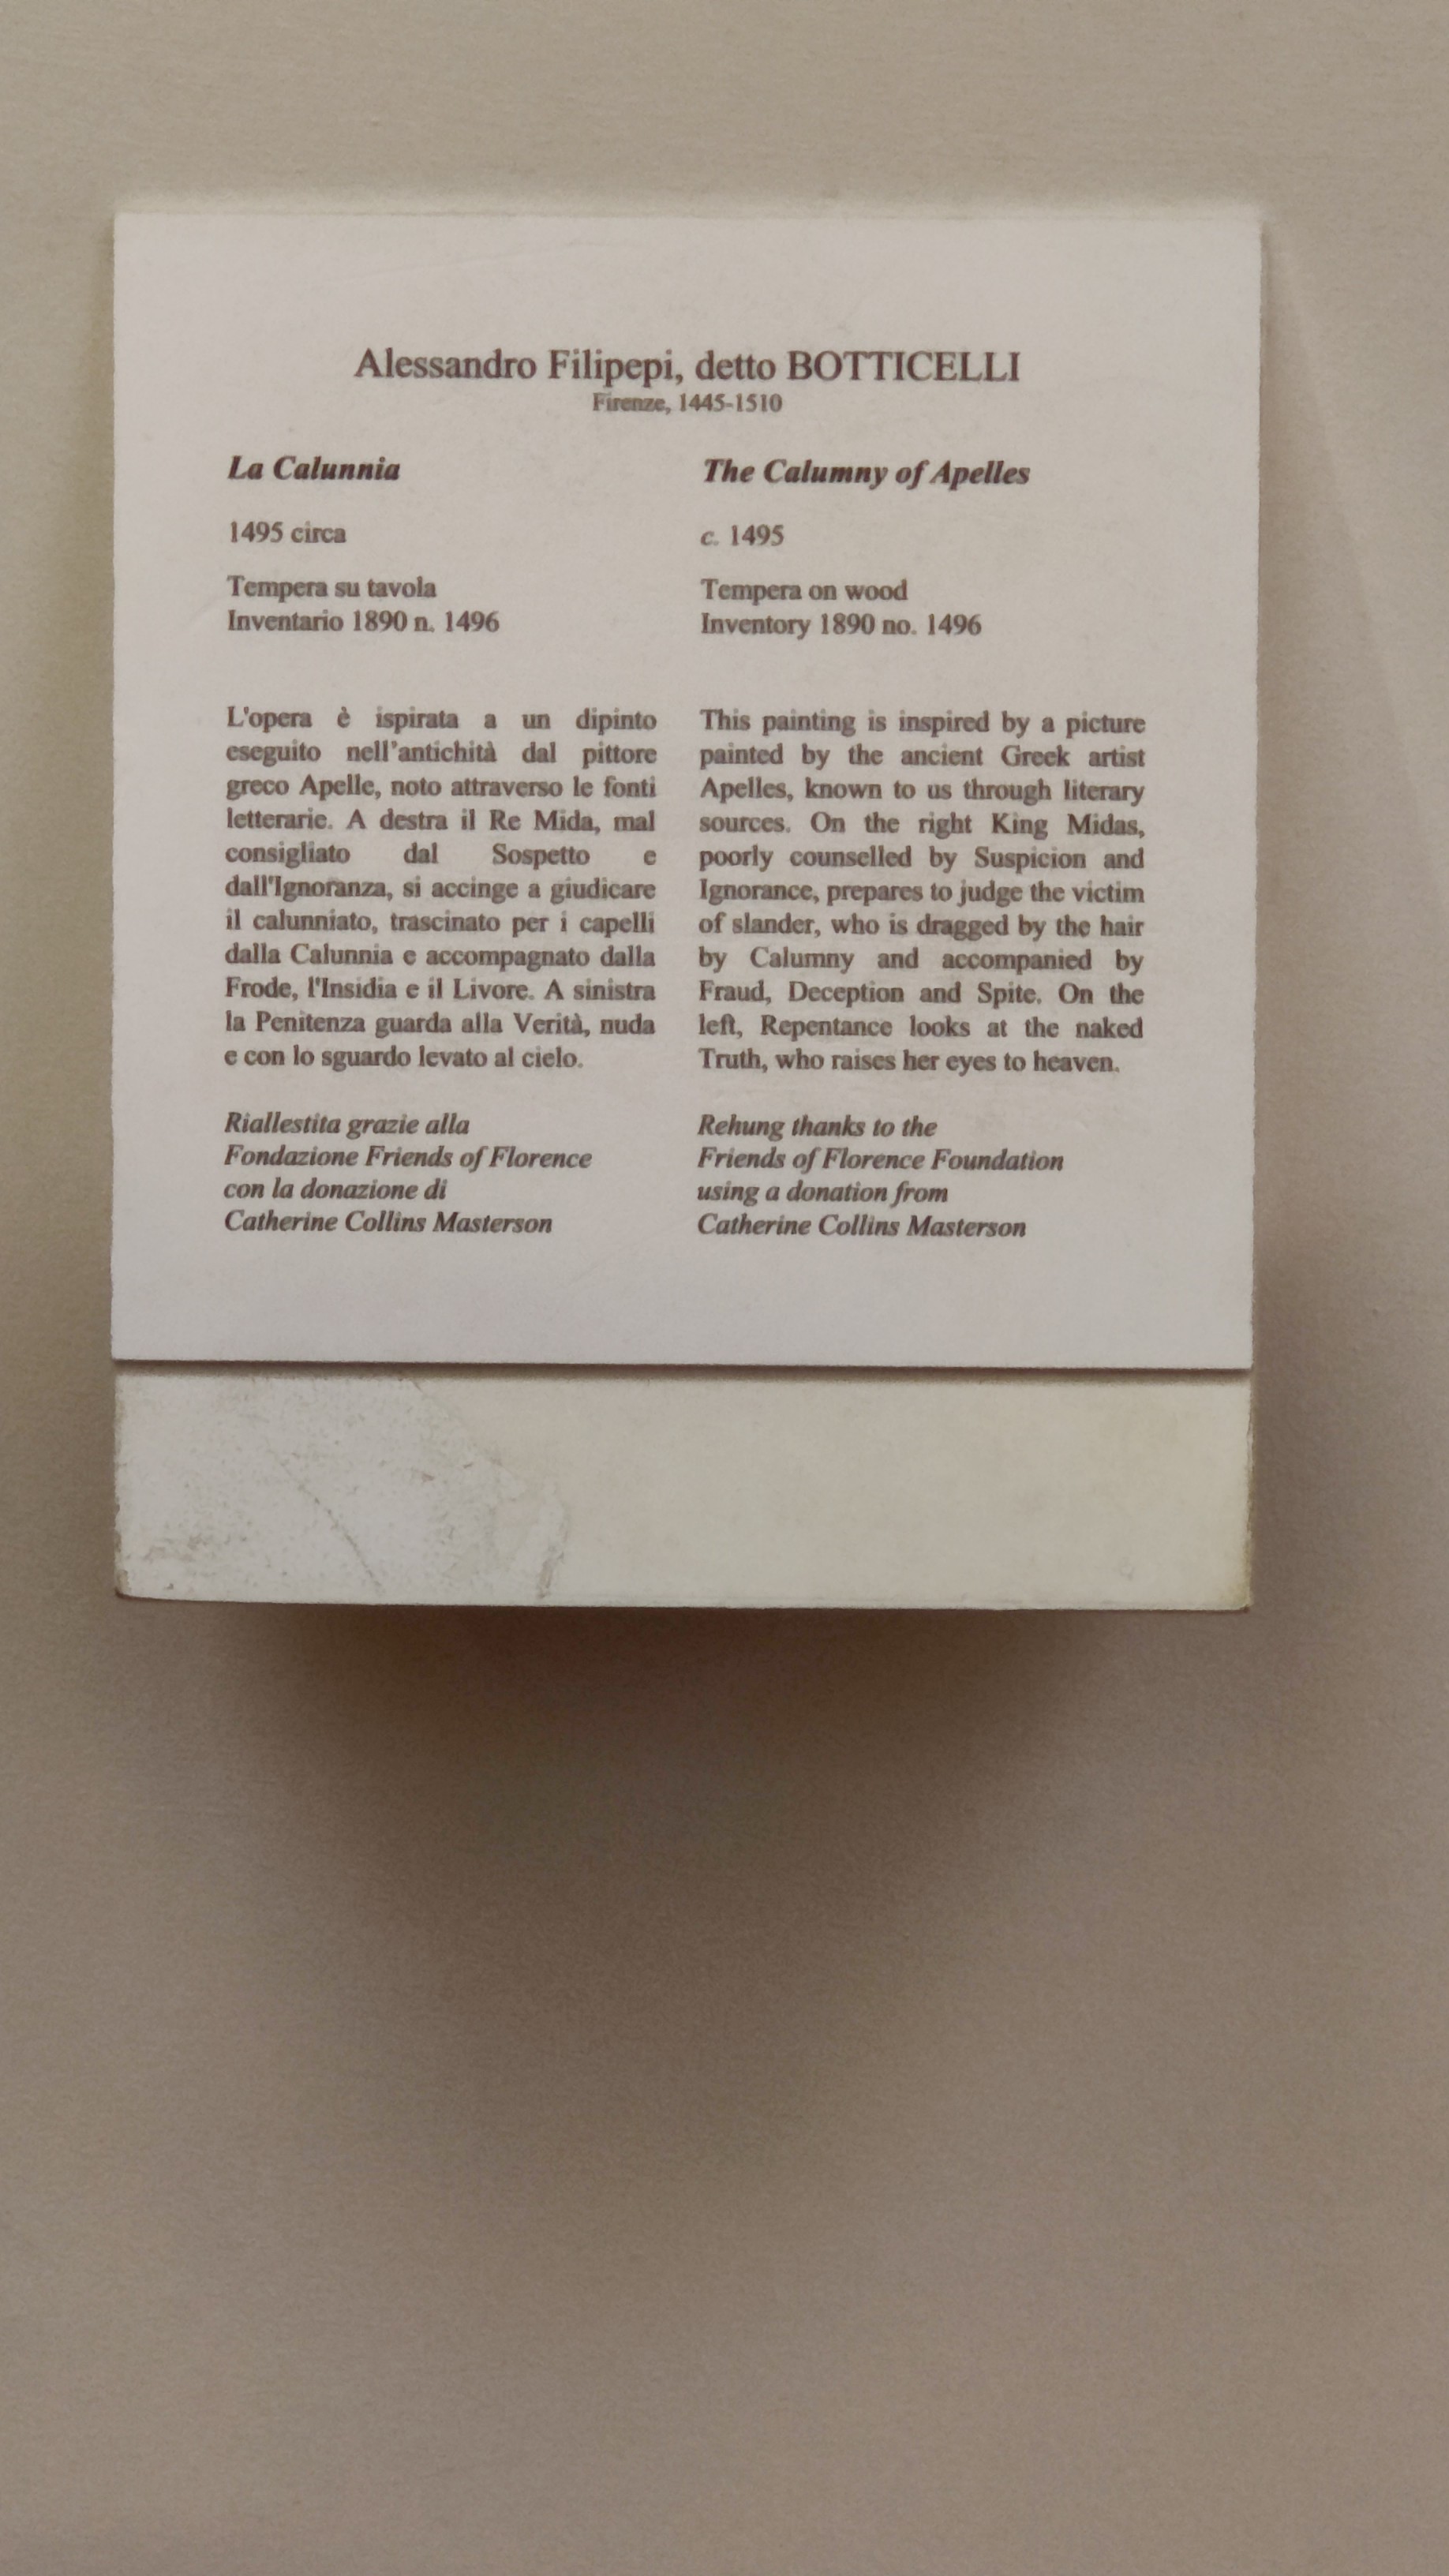 Alessandro Filipepi, detto BOTTICELLI
Firenze, 1445-1510
La Calunnia
1495 circa
Tempera su tavola
Inventario 1890 n. 1496
L'opera è ispirata a un dipinto
eseguito nell'antichità dal pittore
greco Apelle, noto attraverso le fonti
letterarie. A destra il Re Mida, mal
consigliato dal Sospetto e
dall'Ignoranza, si accinge a giudicare
il calunniato, trascinato per i capelli
dalla Calunnia e accompagnato dalla
Frode, l'Insidia e il Livore. A sinistra
la Penitenza guarda alla Verità, nuda
e con lo sguardo levato al cielo.
Riallestita grazie alla
Fondazione Friends of Florence
con la donazione di
Catherine Collins Masterson
The Calumny of Apelles
c. 1495
Tempera on wood
Inventory 1890 no. 1496
This painting is inspired by a picture
painted by the ancient Greek artist
Apelles, known to us through literary
sources. On the right King Midas,
poorly counselled by Suspicion and
Ignorance, prepares to judge the victim
of slander, who is dragged by the hair
by Calumny and accompanied by
Fraud, Deception and Spite. On the
left, Repentance looks at the naked
Truth, who raises her eyes to heaven.
Rehung thanks to the
Friends of Florence Foundation
using a donation from
Catherine Collins Masterson